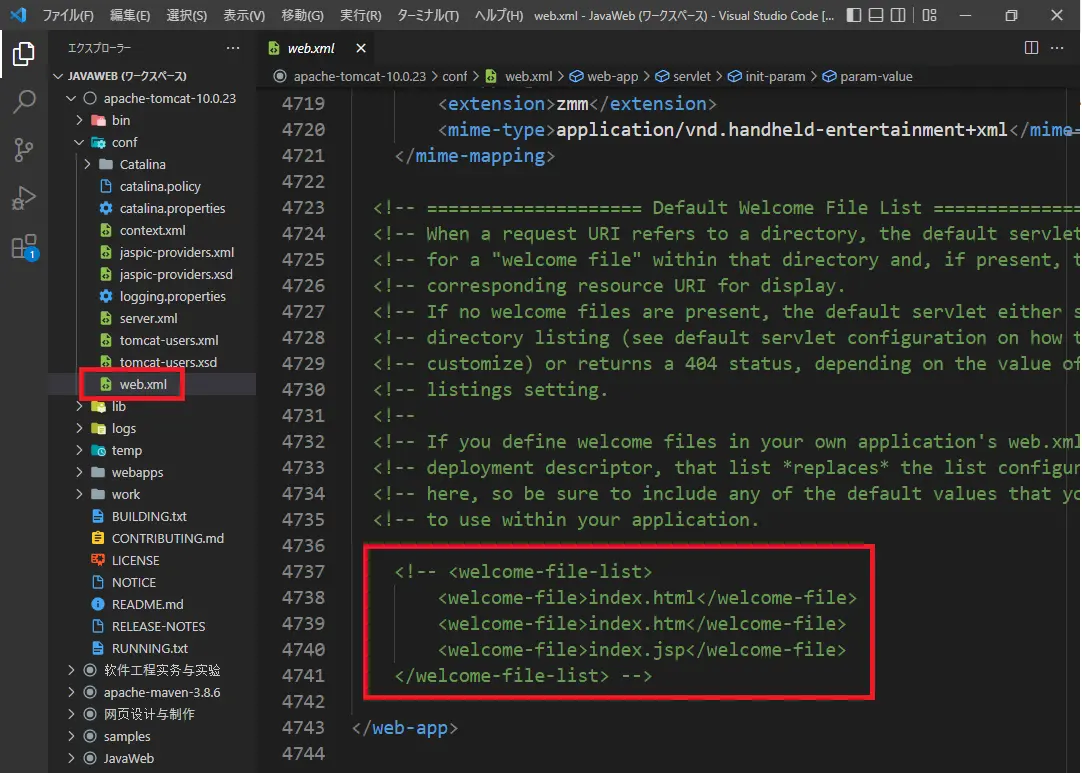 ファイル(F) 編集(E) 選択(S) 表示(V) 移動(G) 実行(R) ターミナル(T) ヘルプ(H) web.xml - JavaWeb (ワークスペース) - Visual Studio Code [...
エクスプローラー
JAVAWEB (ワークスペース)
apache-tomcat-10.0.23
bin
conf
Catalina
catalina.policy
catalina.properties
context.xml
jaspic-providers.xml
jaspic-providers.xsd
logging.properties
server.xml
tomcat-users.xml
tomcat-users.xsd
web.xml
lib
logs
temp
webapps
work
BUILDING.txt
CONTRIBUTING.md
LICENSE
NOTICE
README.md
RELEASE-NOTES
RUNNING.txt
软件工程实务与实验
apache-maven-3.8.6
网页设计与制作
samples
JavaWeb
1
web.xml
apache-tomcat-10.0.23 > conf > web.xml > web-app > servlet > init-param > param-value
4719 <extension>zmm</extension>
4720 <mime-type>application/vnd.handheld-entertainment+xml</mime-
4721 </mime-mapping>
4722
4723 <!-- ==================== Default Welcome File List ==============
4724 <!-- When a request URI refers to a directory, the default servlet
4725 <!-- for a "welcome file" within that directory and, if present, t
4726 <!-- corresponding resource URI for display.
4727 <!-- If no welcome files are present, the default servlet either s
4728 <!-- directory listing (see default servlet configuration on how t
4729 <!-- customize) or returns a 404 status, depending on the value of
4730 <!-- listings setting.
4731 <!--
4732 <!-- If you define welcome files in your own application's web.xml
4733 <!-- deployment descriptor, that list *replaces* the list configur
4734 <!-- here, so be sure to include any of the default values that yo
4735 <!-- to use within your application.
4736
4737 <!-- <welcome-file-list>
4738 <welcome-file>index.html</welcome-file>
4739 <welcome-file>index.htm</welcome-file>
4740 <welcome-file>index.jsp</welcome-file>
4741 </welcome-file-list> -->
4742
4743 </web-app>
4744